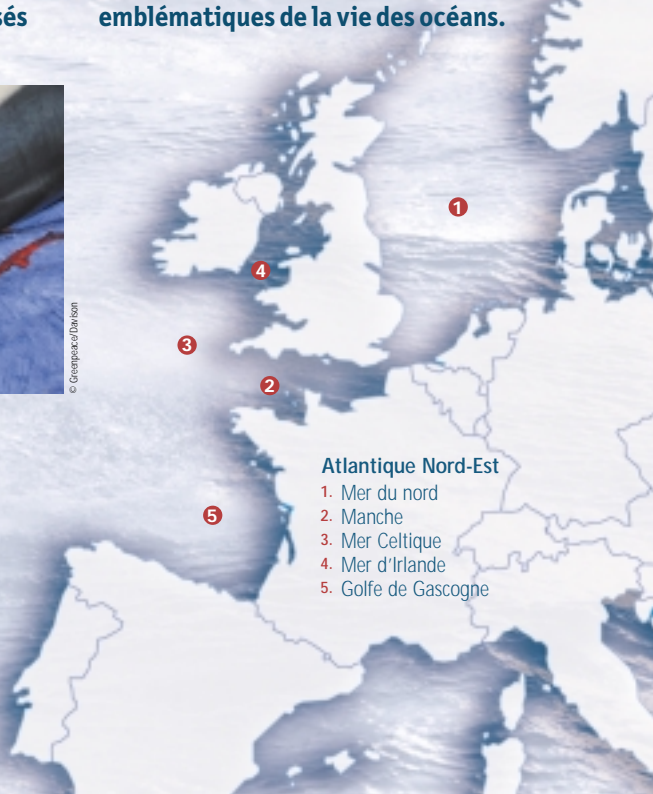 sés
emblématiques de la vie des océans.
© Greenpeace/Davison
1
4
3
2
5
Atlantique Nord-Est
1. Mer du nord
2. Manche
3. Mer Celtique
4. Mer d'Irlande
5. Golfe de Gascogne